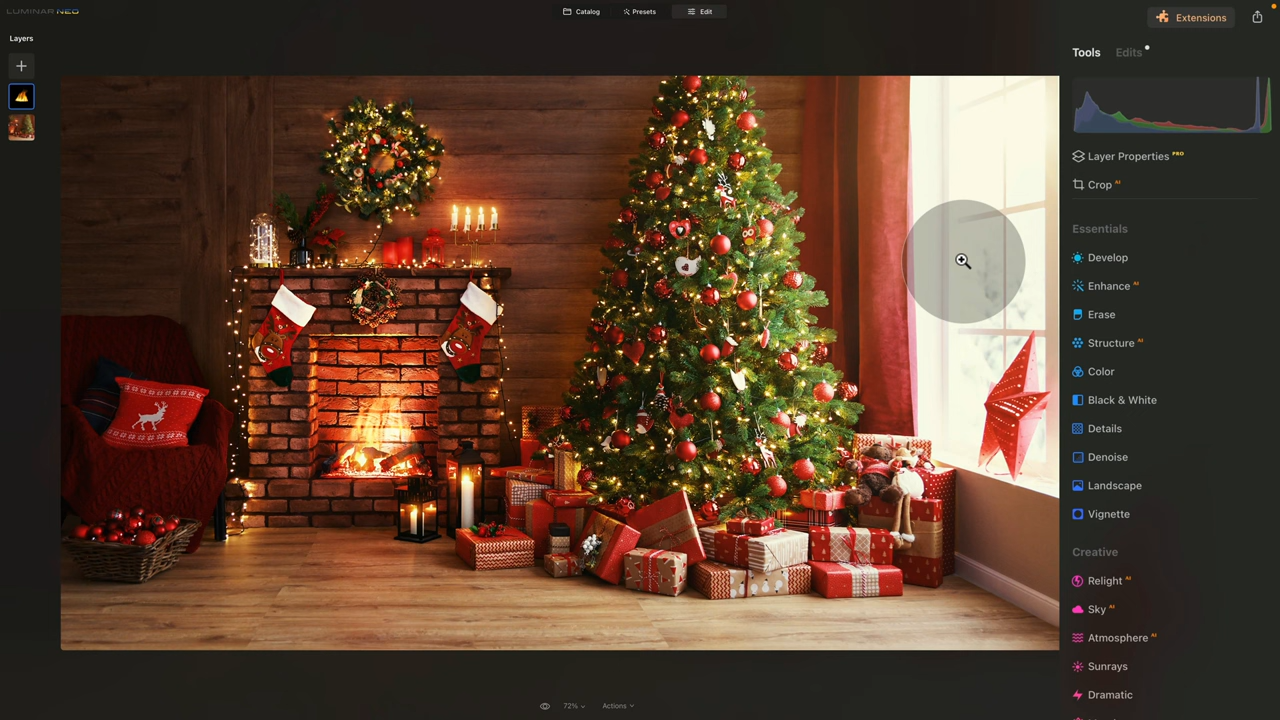 LUMINAR NEO
Catalog
Presets
Edit
Extensions
Layers
Tools
Edits
Layer Properties PRO
Crop AI
Essentials
Develop
Enhance AI
Erase
Structure AI
Color
Black & White
Details
Denoise
Landscape
Vignette
Creative
Relight AI
Sky AI
Atmosphere AI
Sunrays
Dramatic
72%
Actions